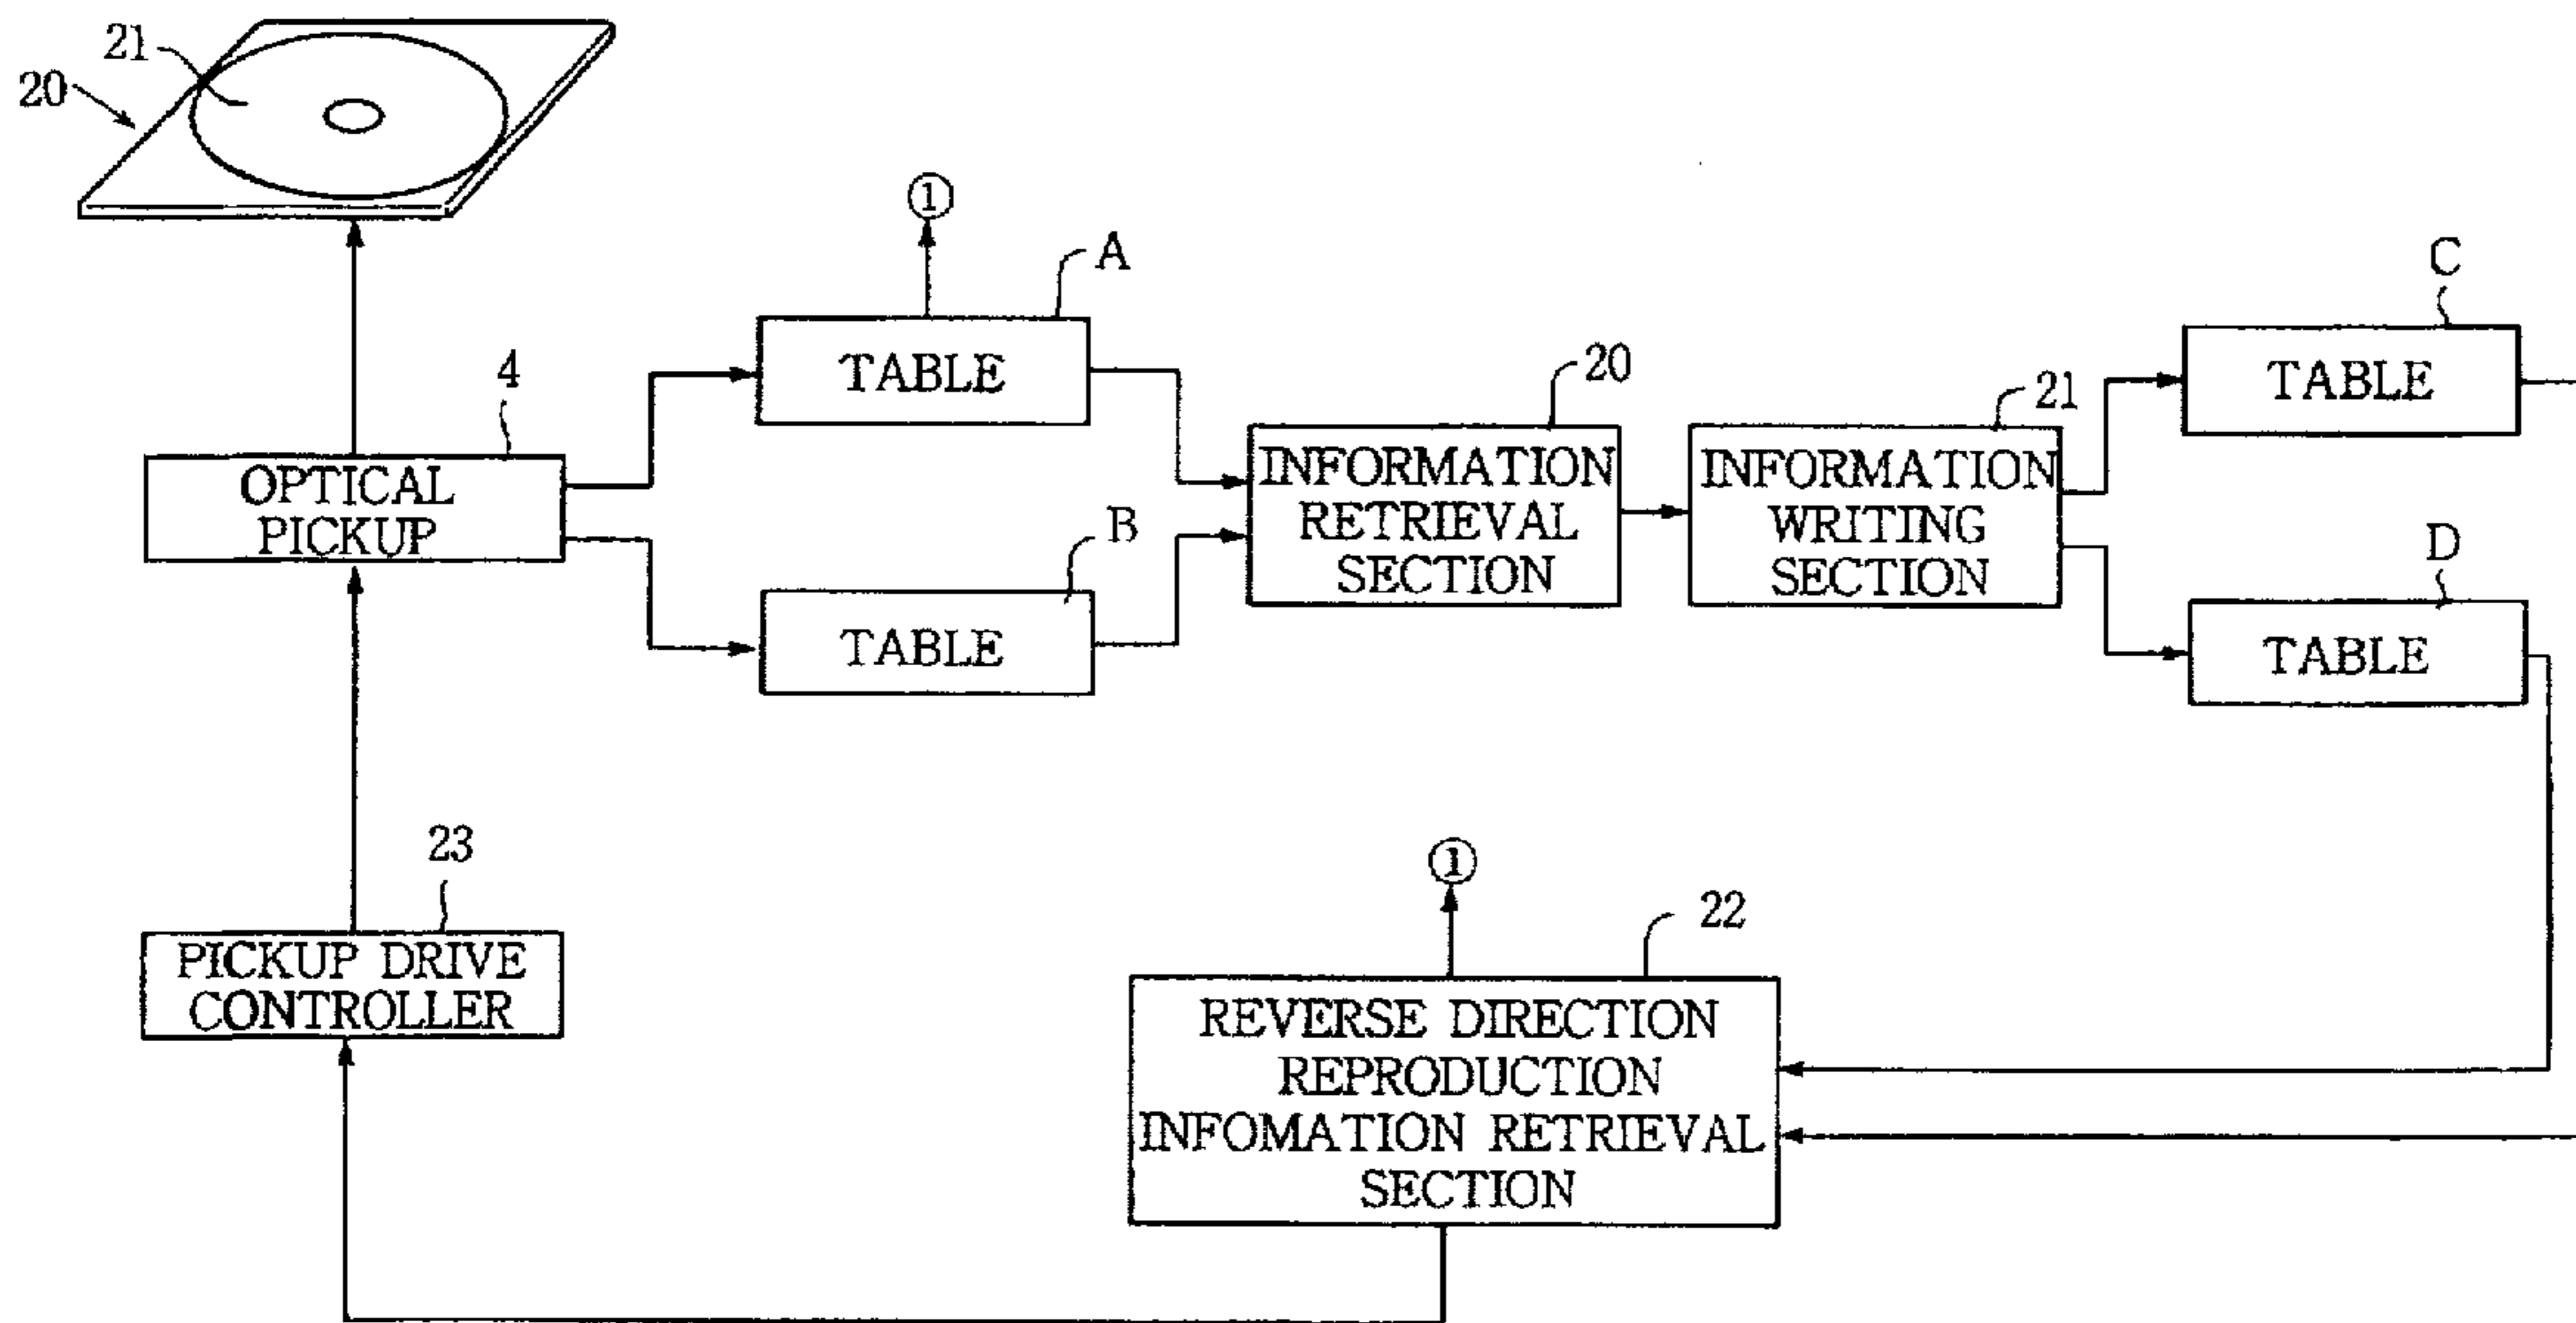 21
20
①
A
C
TABLE
4
20
21
TABLE
OPTICAL
PICKUP
INFORMATION
RETRIEVAL
SECTION
INFORMATION
WRITING
SECTION
B
D
TABLE
TABLE
23
①
22
PICKUP DRIVE
CONTROLLER
REVERSE DIRECTION
REPRODUCTION
INFOMATION RETRIEVAL
SECTION